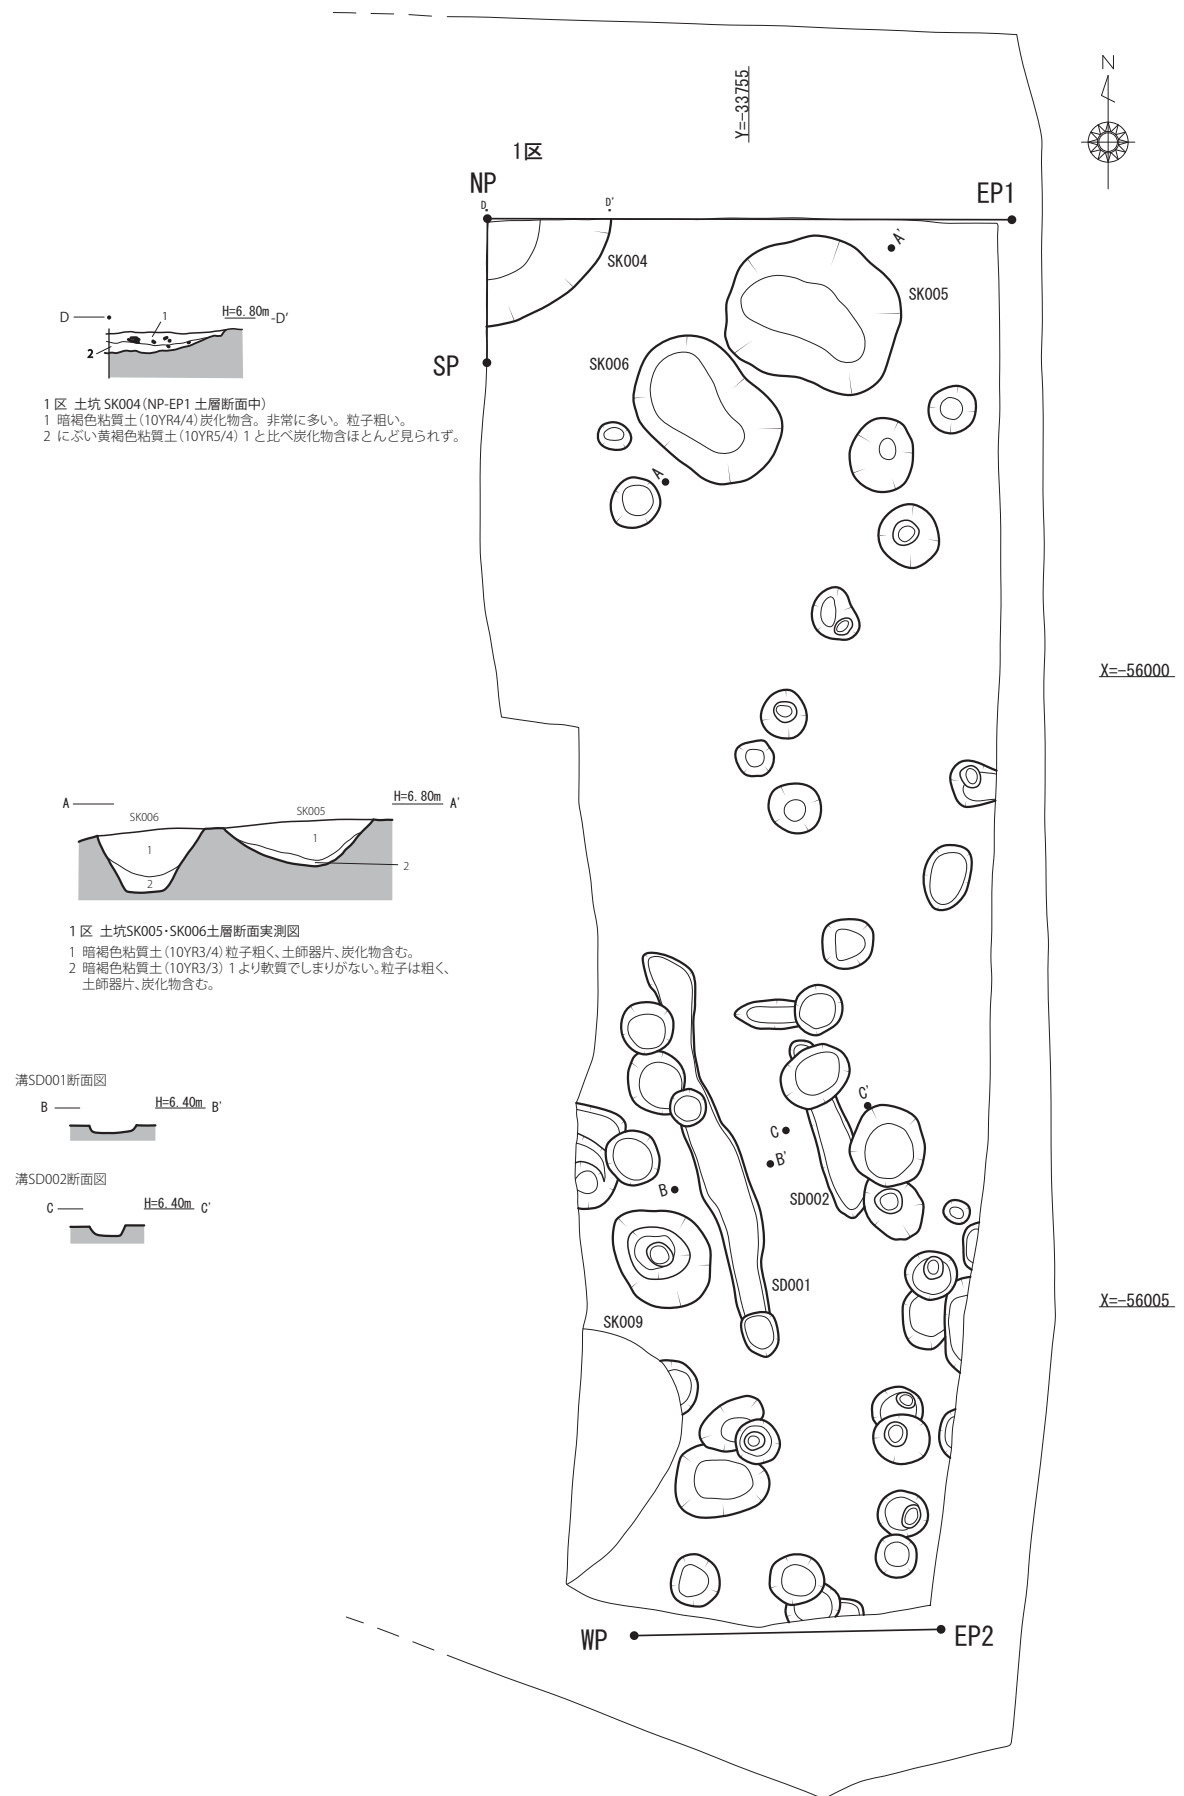 N
Y=-33755
1区
NP
EP1
D
D'
A'
SK004
SK005
SK006
SP
A
D
1
H=6.80m
D'
2
1区 土坑 SK004（NP-EP1 土層断面中）
1 暗褐色粘質土（10YR4/4）炭化物含。非常に多い。粒子粗い。
2 にぶい黄褐色粘質土（10YR5/4）1と比べ炭化物含ほとんど見られず。
X=-56000
A
SK006
SK005
H=6.80m
A'
1
1
2
2
1区 土坑SK005・SK006土層断面実測図
1 暗褐色粘質土（10YR3/4）粒子粗く、土師器片、炭化物含む。
2 暗褐色粘質土（10YR3/3）1より軟質でしまりがない。粒子は粗く、
土師器片、炭化物含む。
溝SD001断面図
B
H=6.40m
B'
溝SD002断面図
C
H=6.40m
C'
C'
C
B'
B
SD002
SD001
SK009
X=-56005
WP
EP2